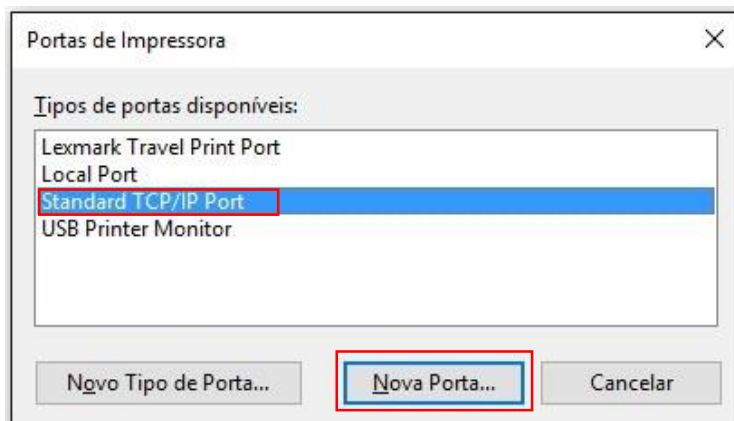 Portas de Impressora
Tipos de portas disponíveis:
Lexmark Travel Print Port
Local Port
Standard TCP/IP Port
USB Printer Monitor
Novo Tipo de Porta... Nova Porta... Cancelar